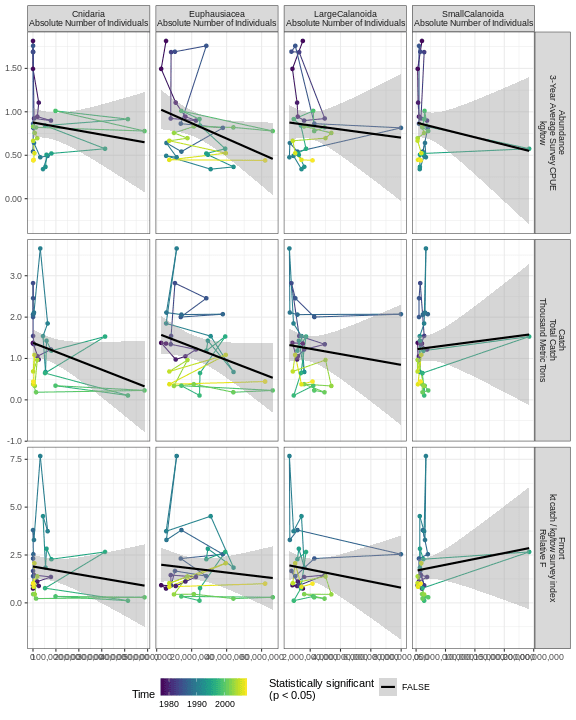 Cnidaria
Absolute Number of Individuals
Euphausiacea
Absolute Number of Individuals
LargeCalanoida
Absolute Number of Individuals
SmallCalanoida
Absolute Number of Individuals
1.50
1.00
0.50
0.00
Abundance
3-Year Average Survey CPUE
kg/tow
3.0
2.0
1.0
0.0
-1.0
Catch
Total Catch
Thousand Metric Tons
7.5
5.0
2.5
0.0
Fmort
kt catch / kg/tow survey index
Relative F
Time
1980 1990 2000
Statistically significant
(p < 0.05)
FALSE